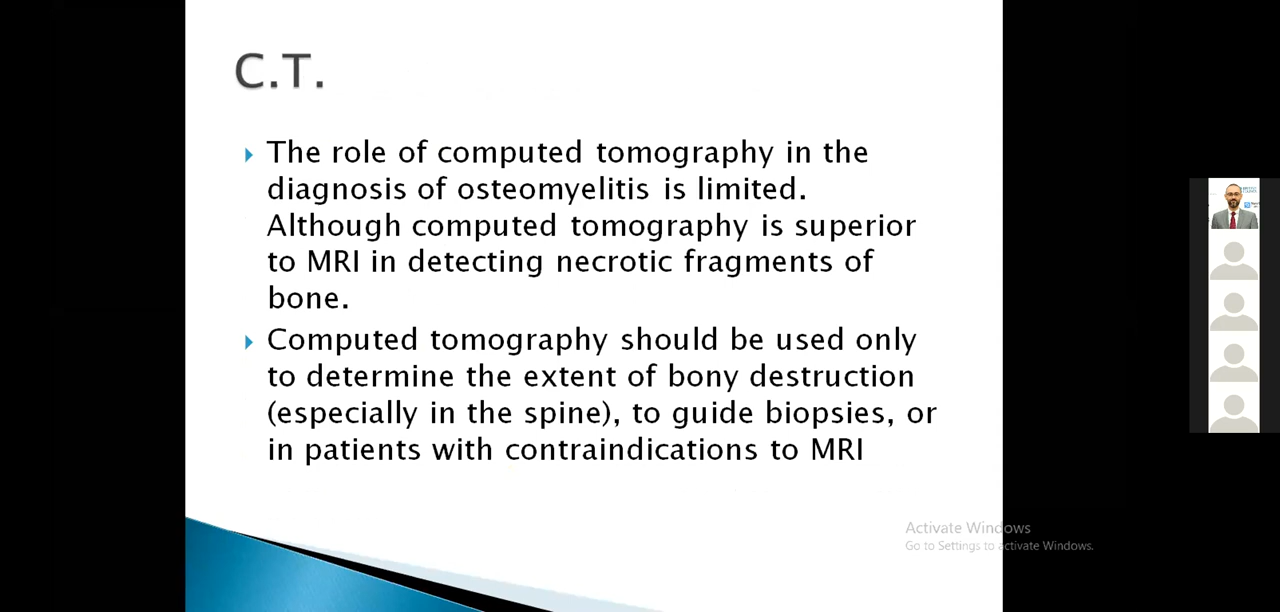 C.T.
The role of computed tomography in the
diagnosis of osteomyelitis is limited.
Although computed tomography is superior
to MRI in detecting necrotic fragments of
bone.
Computed tomography should be used only
to determine the extent of bony destruction
(especially in the spine), to guide biopsies, or
in patients with contraindications to MRI
Activate Windows
Go to Settings to activate Windows.